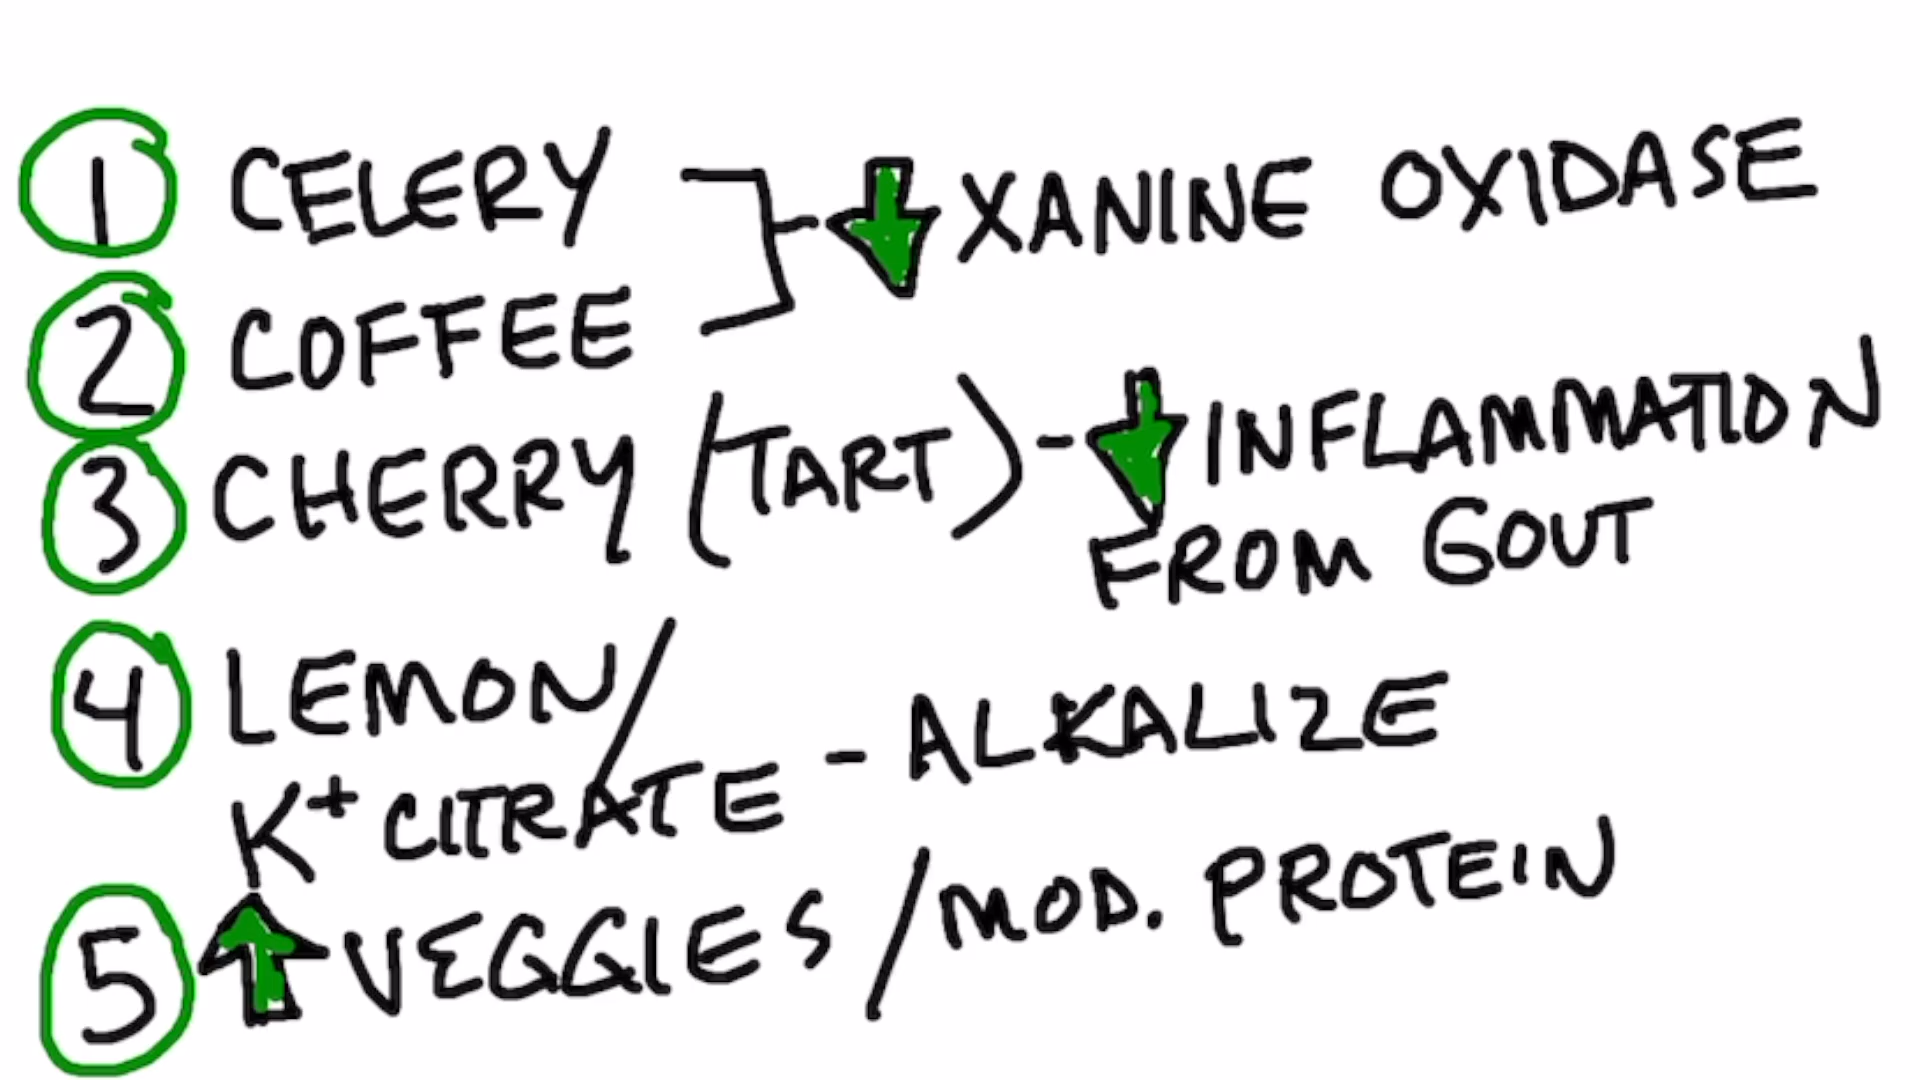 1 CELERY ↓ XANINE OXIDASE
2 COFFEE
3 CHERRY (TART) - ↓ INFLAMMATION
FROM GOUT
4 LEMON/
K+ CITRATE - ALKALIZE
5 ↑ VEGGIES / MOD. PROTEIN